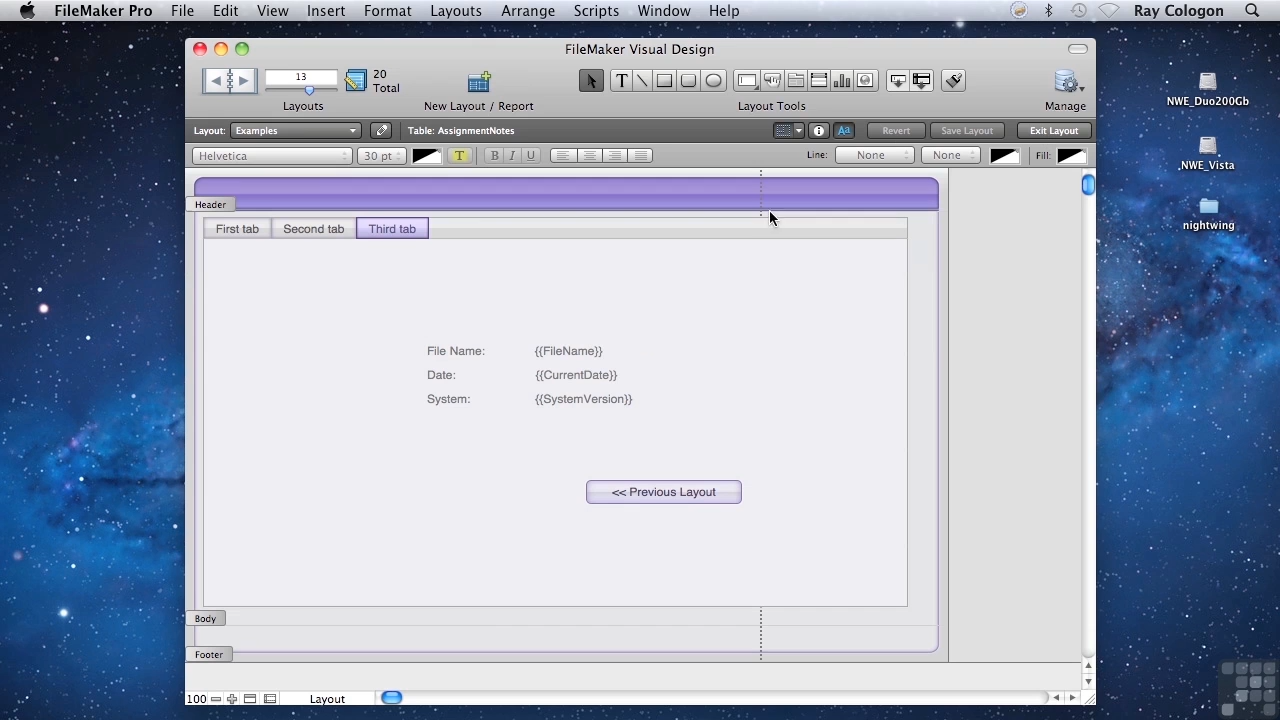 FileMaker Pro File Edit View Insert Format Layouts Arrange Scripts Window Help Ray Cologon
FileMaker Visual Design
13
20
Total
Layouts
New Layout / Report
Layout Tools
Manage
Layout: Examples Table: AssignmentNotes Aa Revert Save Layout Exit Layout
Helvetica 30 pt T B I U Line: None None Fill:
Header
First tab Second tab Third tab
File Name: {{FileName}}
Date: {{CurrentDate}}
System: {{SystemVersion}}
<< Previous Layout
Body
Footer
100 Layout
NWE_Duo200Gb
NWE_Vista
nightwing